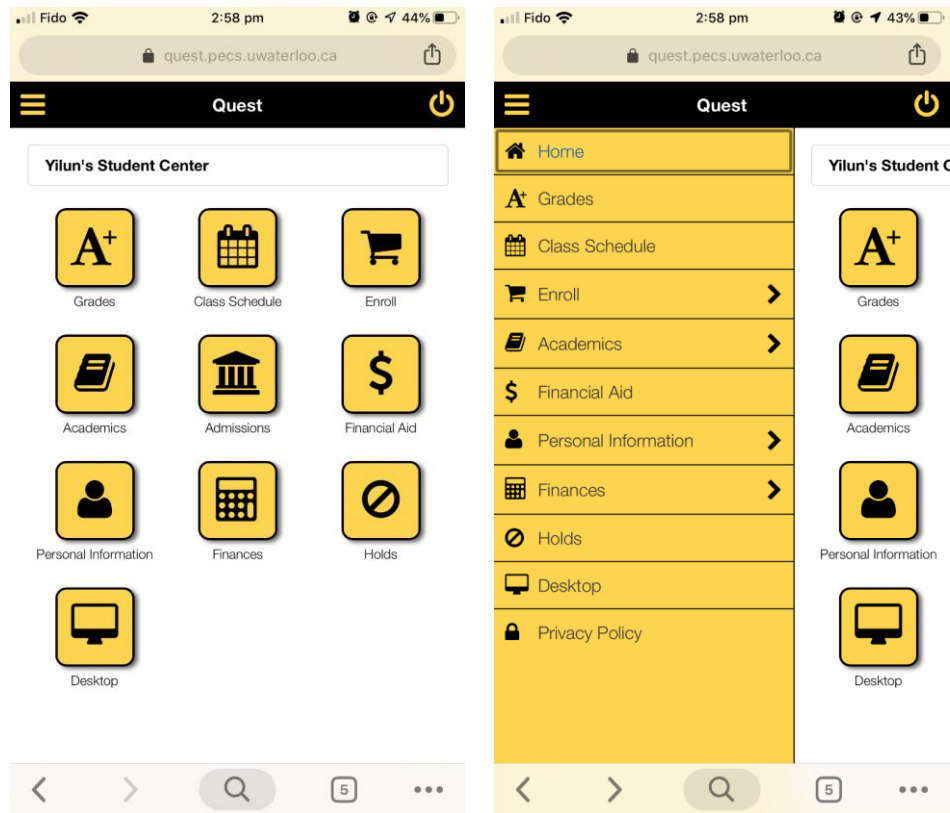 Fido 2:58 pm 44%
quest.pecs.uwaterloo.ca
Quest
Yilun's Student Center
A+
Grades Class Schedule Enroll
$
Academics Admissions Financial Aid
Personal Information Finances Holds
Desktop
5
Fido 2:58 pm 43%
quest.pecs.uwaterloo.ca
Quest
Home
A+ Grades
Class Schedule
Enroll
Academics
$ Financial Aid
Personal Information
Finances
Holds
Desktop
Privacy Policy
Yilun's Student C
A+
Grades
Academics
Personal Information
Desktop
5